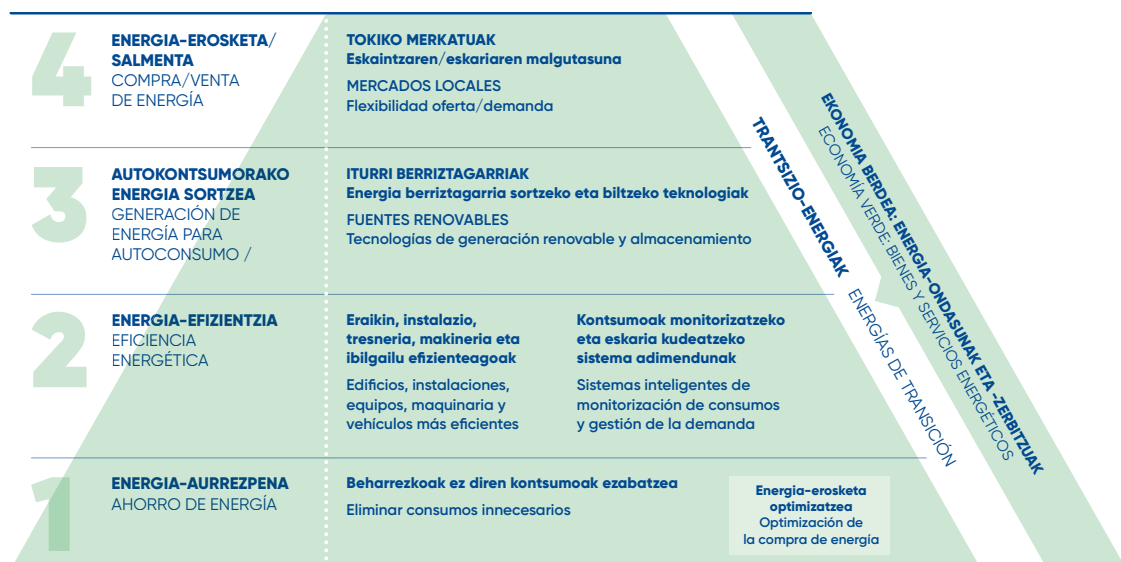 4
ENERGIA-EROSKETA/
SALMENTA
COMPRA/VENTA
DE ENERGÍA
TOKIKO MERKATUAK
Eskaintzaren/eskariaren malgutasuna
MERCADOS LOCALES
Flexibilidad oferta/demanda
3
AUTOKONTSUMORAKO
ENERGIA SORTZEA
GENERACIÓN DE
ENERGÍA PARA
AUTOCONSUMO /
ITURRI BERRIZTAGARRIAK
Energia berriztagarria sortzeko eta biltzeko teknologiak
FUENTES RENOVABLES
Tecnologías de generación renovable y almacenamiento
2
ENERGIA-EFIZIENTZIA
EFICIENCIA
ENERGÉTICA
Eraikin, instalazio,
tresneria, makineria eta
ibilgailu efizienteagoak
Edificios, instalaciones,
equipos, maquinaria y
vehículos más eficientes
Kontsumoak monitorizatzeko
eta eskaria kudeatzeko
sistema adimendunak
Sistemas inteligentes de
monitorización de consumos
y gestión de la demanda
1
ENERGIA-AURREZPENA
AHORRO DE ENERGÍA
Beharrezkoak ez diren kontsumoak ezabatzea
Eliminar consumos innecesarios
Energia-erosketa
optimizatzea
Optimización de
la compra de energía
TRANTSIZIO-ENERGIAK ENERGÍAS DE TRANSICIÓN
EKONOMIA BERDEA: ENERGIA-ONDASUNAK ETA -ZERBITZUAK
ECONOMÍA VERDE: BIENES Y SERVICIOS ENERGÉTICOS